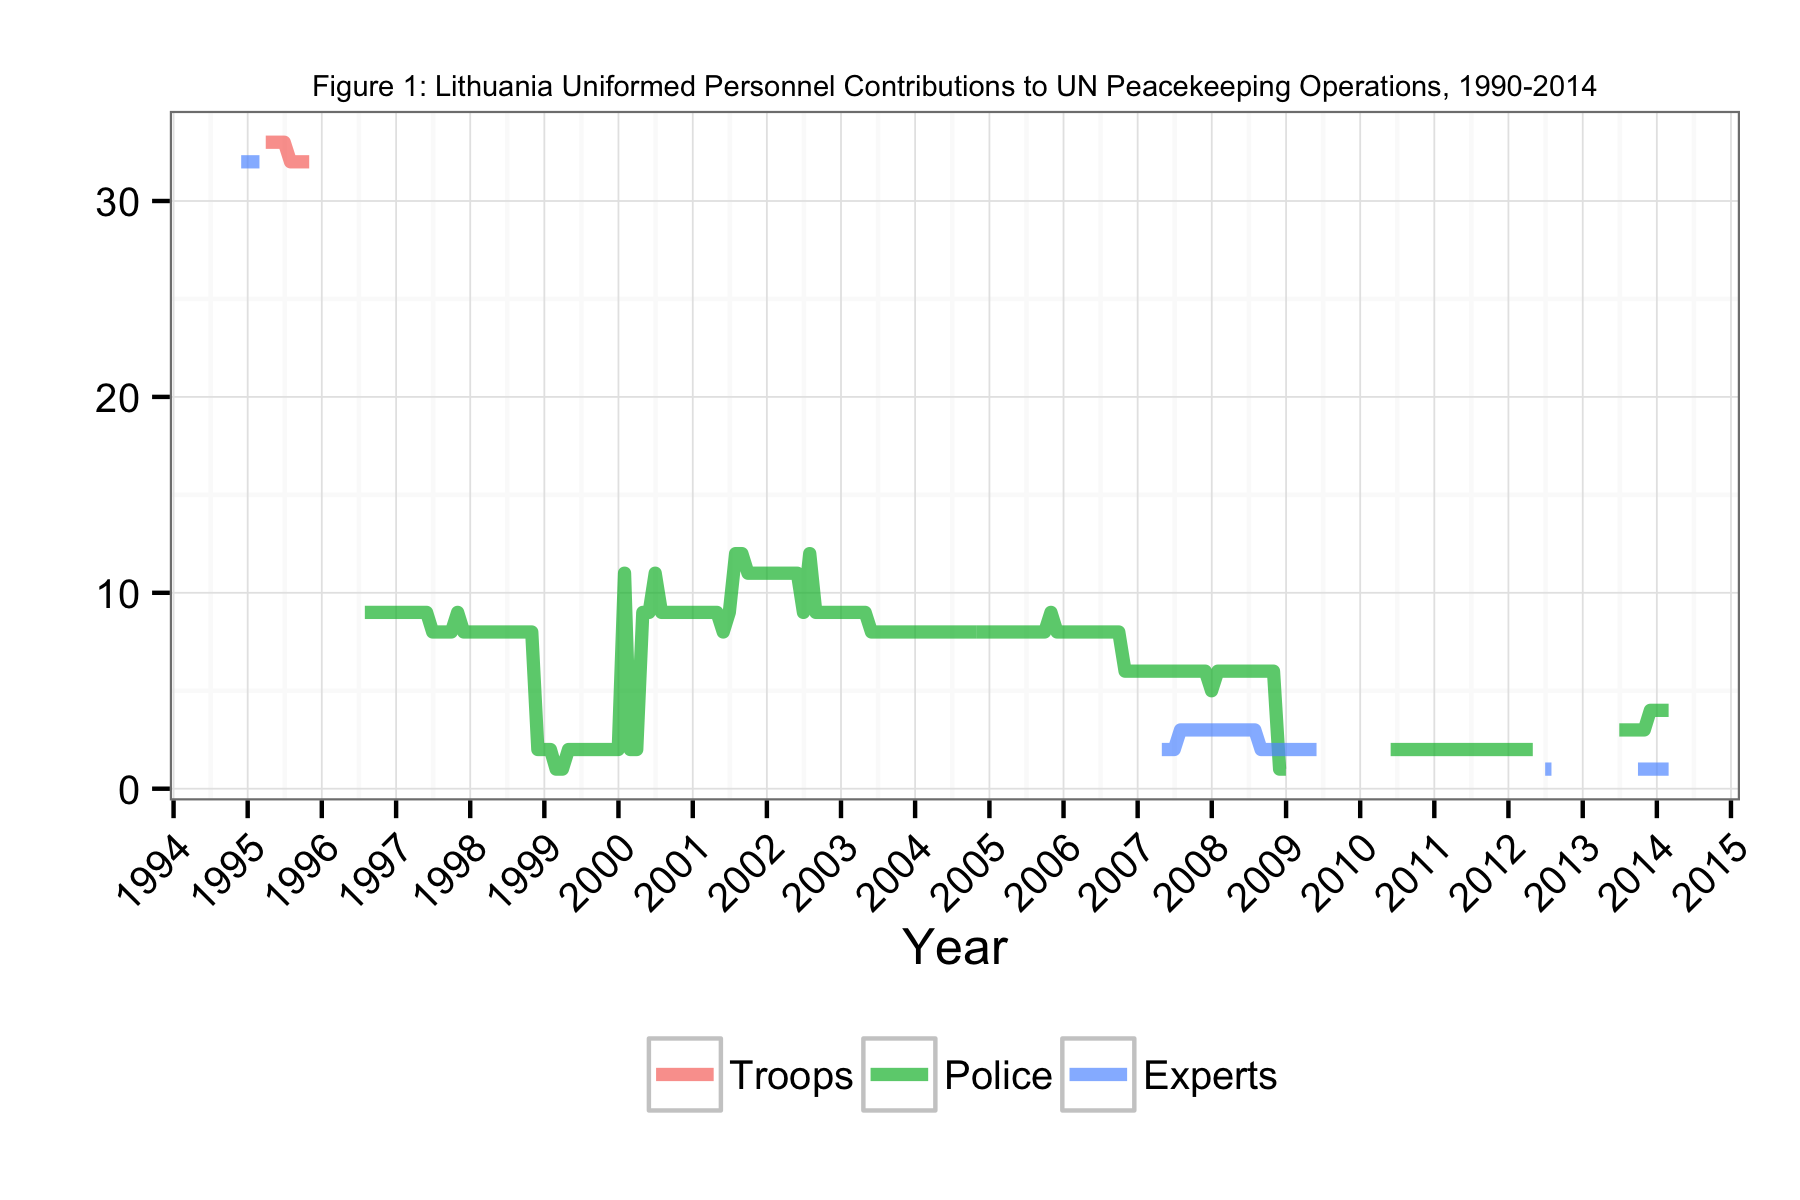 Figure 1: Lithuania Uniformed Personnel Contributions to UN Peacekeeping Operations, 1990-2014
30
20
10
0
1994 1995 1996 1997 1998 1999 2000 2001 2002 2003 2004 2005 2006 2007 2008 2009 2010 2011 2012 2013 2014 2015
Year
Troops Police Experts